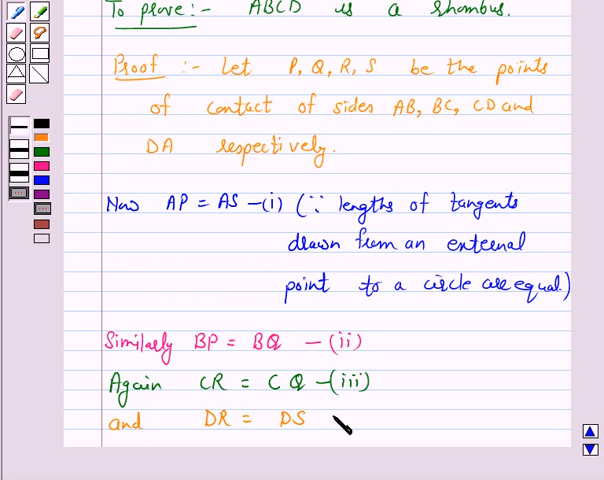 To prove:- ABCD is a rhombus.
Proof :- Let P, Q, R, S be the points
of contact of sides AB, BC, CD and
DA respectively.
Now AP = AS -(i) (∵ lengths of tangents
drawn from an external
point to a circle are equal.)
Similarly BP = BQ -(ii)
Again CR = CQ -(iii)
and DR = DS